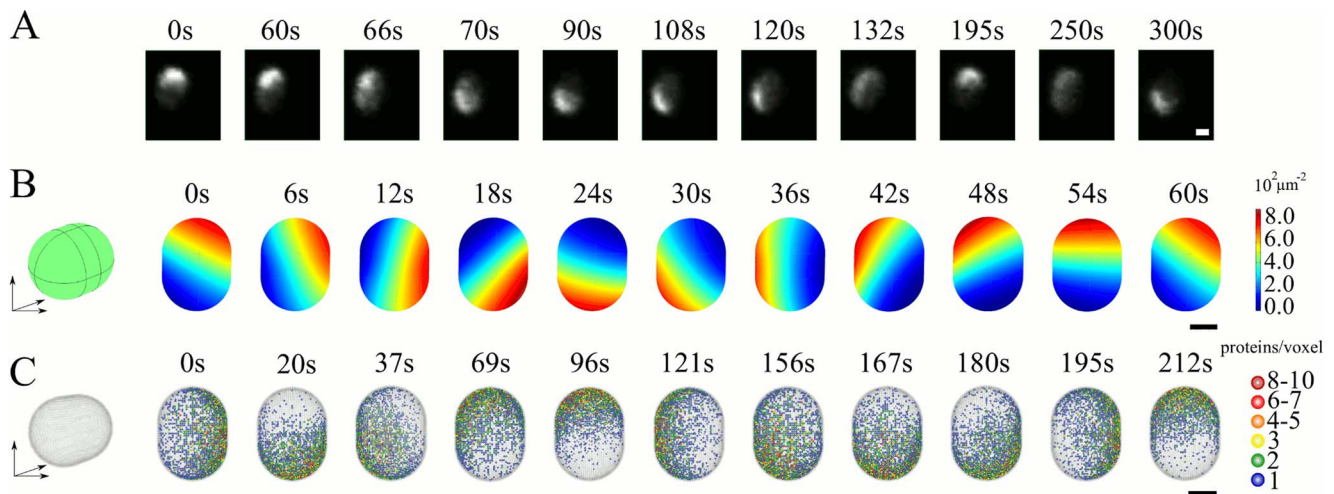 A
0s 60s 66s 70s 90s 108s 120s 132s 195s 250s 300s
B
0s 6s 12s 18s 24s 30s 36s 42s 48s 54s 60s
10²µm⁻²
8.0
6.0
4.0
2.0
0.0
C
0s 20s 37s 69s 96s 121s 156s 167s 180s 195s 212s
proteins/voxel
8-10
6-7
4-5
3
2
1